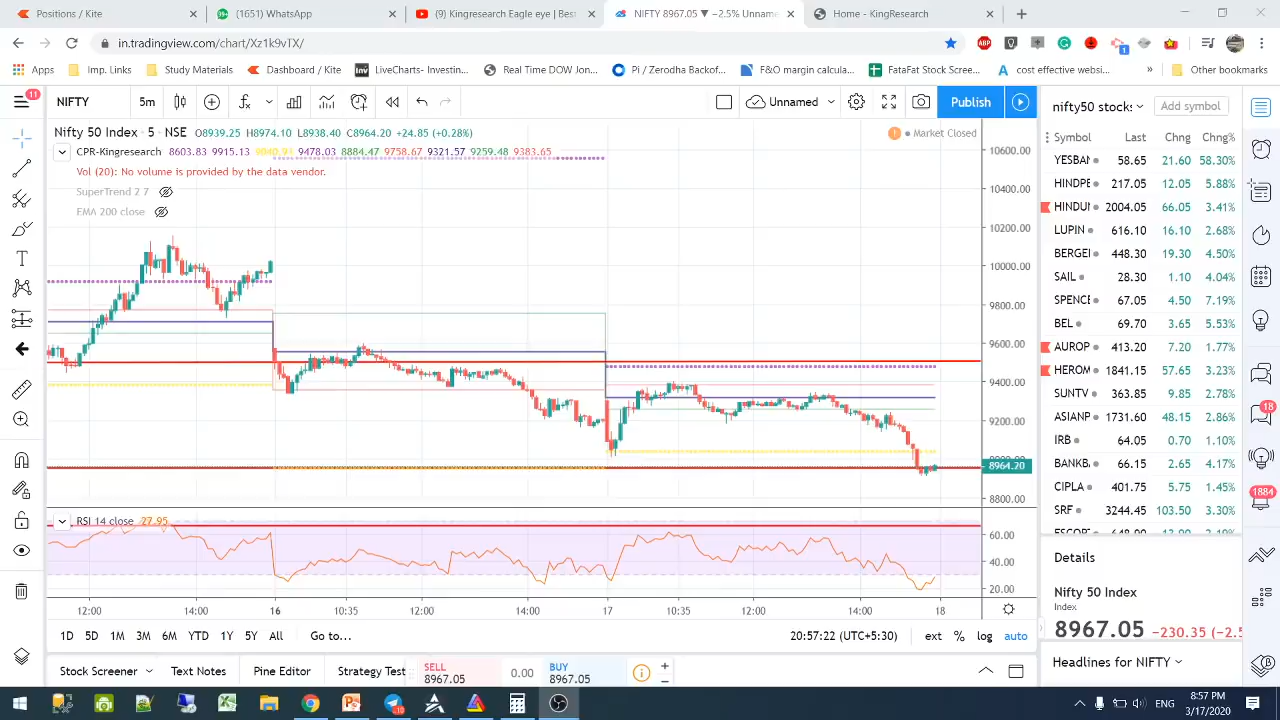 Positions / Kite
(1651) WhatsApp
(9) Kingresearch Eagle eye | Bes
NIFTY 8967.05 ▼ −2.5% Unname
Home - KingResearch
in.tradingview.com/chart/Xz1k9xTX/
Apps
Imp. Links
Study Materials
Dashboard / Kite
LiveCharts- Investin...
Real Time DOW Jon...
Pi / Zerodha Backof...
F&O margin calcula...
FataFat Stock Scree...
cost effective websi...
»
Other bookmarks
11
NIFTY
5m
Unnamed
Publish
nifty50 stocks
Add symbol
Nifty 50 Index · 5 · NSE
O8939.25 H8974.10 L8938.40 C8964.20 +24.85 (+0.28%)
Market Closed
CPR-Kingresearch 8603.83 9915.13 9040.93 9478.03 8884.47 9758.67 9321.57 9259.48 9383.65
Vol (20): No volume is provided by the data vendor.
SuperTrend 2 7
EMA 200 close
10600.00
10400.00
10200.00
10000.00
9800.00
9600.00
9400.00
9200.00
8964.20
8800.00
RSI 14 close 27.95
60.00
40.00
20.00
12:00 14:00 16 10:35 12:00 14:00 17 10:35 12:00 14:00 18
1D 5D 1M 3M 6M YTD 1Y 5Y All Go to...
20:57:22 (UTC+5:30)
ext % log auto
Stock Screener
Text Notes
Pine Editor
Strategy Test
SELL
8967.05
0.00
BUY
8967.05
Symbol Last Chng Chng%
YESBAN 58.65 21.60 58.30%
HINDPE 217.05 12.05 5.88%
HINDUN 2004.05 66.05 3.41%
LUPIN 616.10 16.10 2.68%
BERGEI 448.30 19.30 4.50%
SAIL 28.30 1.10 4.04%
SPENCE 67.05 4.50 7.19%
BEL 69.70 3.65 5.53%
AUROP 413.20 7.20 1.77%
HEROM 1841.15 57.65 3.23%
SUNTV 363.85 9.85 2.78%
ASIANP 1731.60 48.15 2.86%
IRB 64.05 0.70 1.10%
BANKB 66.15 2.65 4.17%
CIPLA 401.75 5.75 1.45%
SRF 3244.45 103.50 3.30%
Details
Nifty 50 Index
Index
8967.05 −230.35 (−2.5
Headlines for NIFTY
18
1884
ENG
8:57 PM
3/17/2020